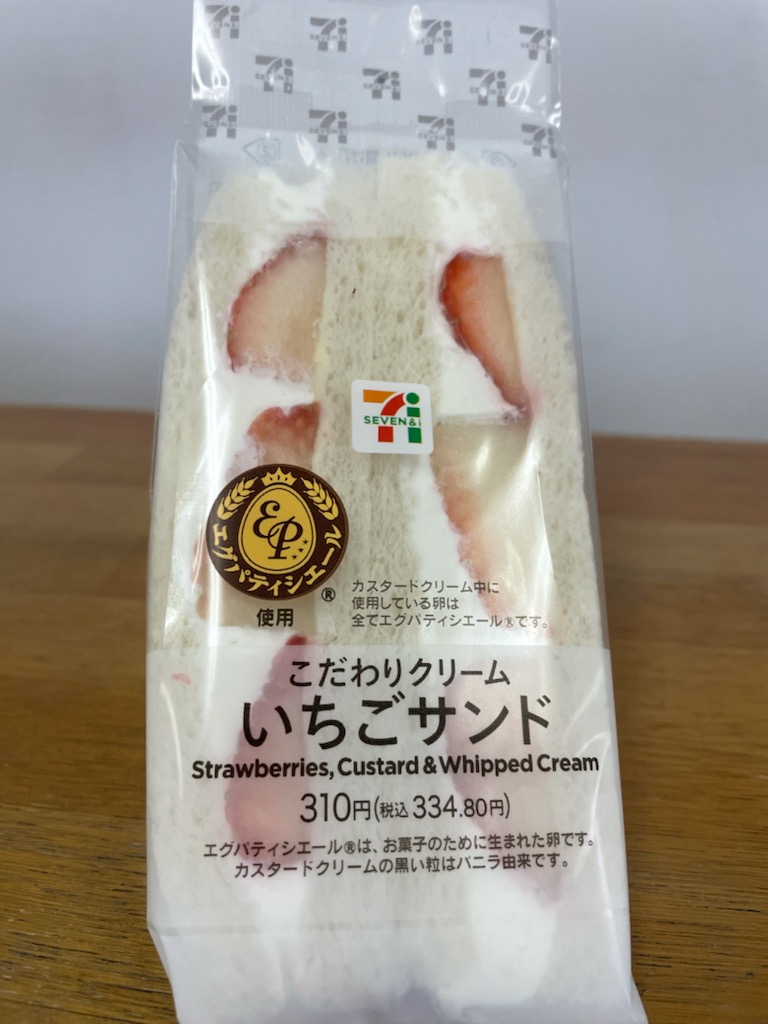 SEVEN&i
EP
エグパティシエール®
使用
カスタードクリーム中に
使用している卵は
全てエグパティシエール®です。
こだわりクリーム
いちごサンド
Strawberries, Custard & Whipped Cream
310円(税込 334.80円)
エグパティシエール®は、お菓子のために生まれた卵です。
カスタードクリームの黒い粒はバニラ由来です。